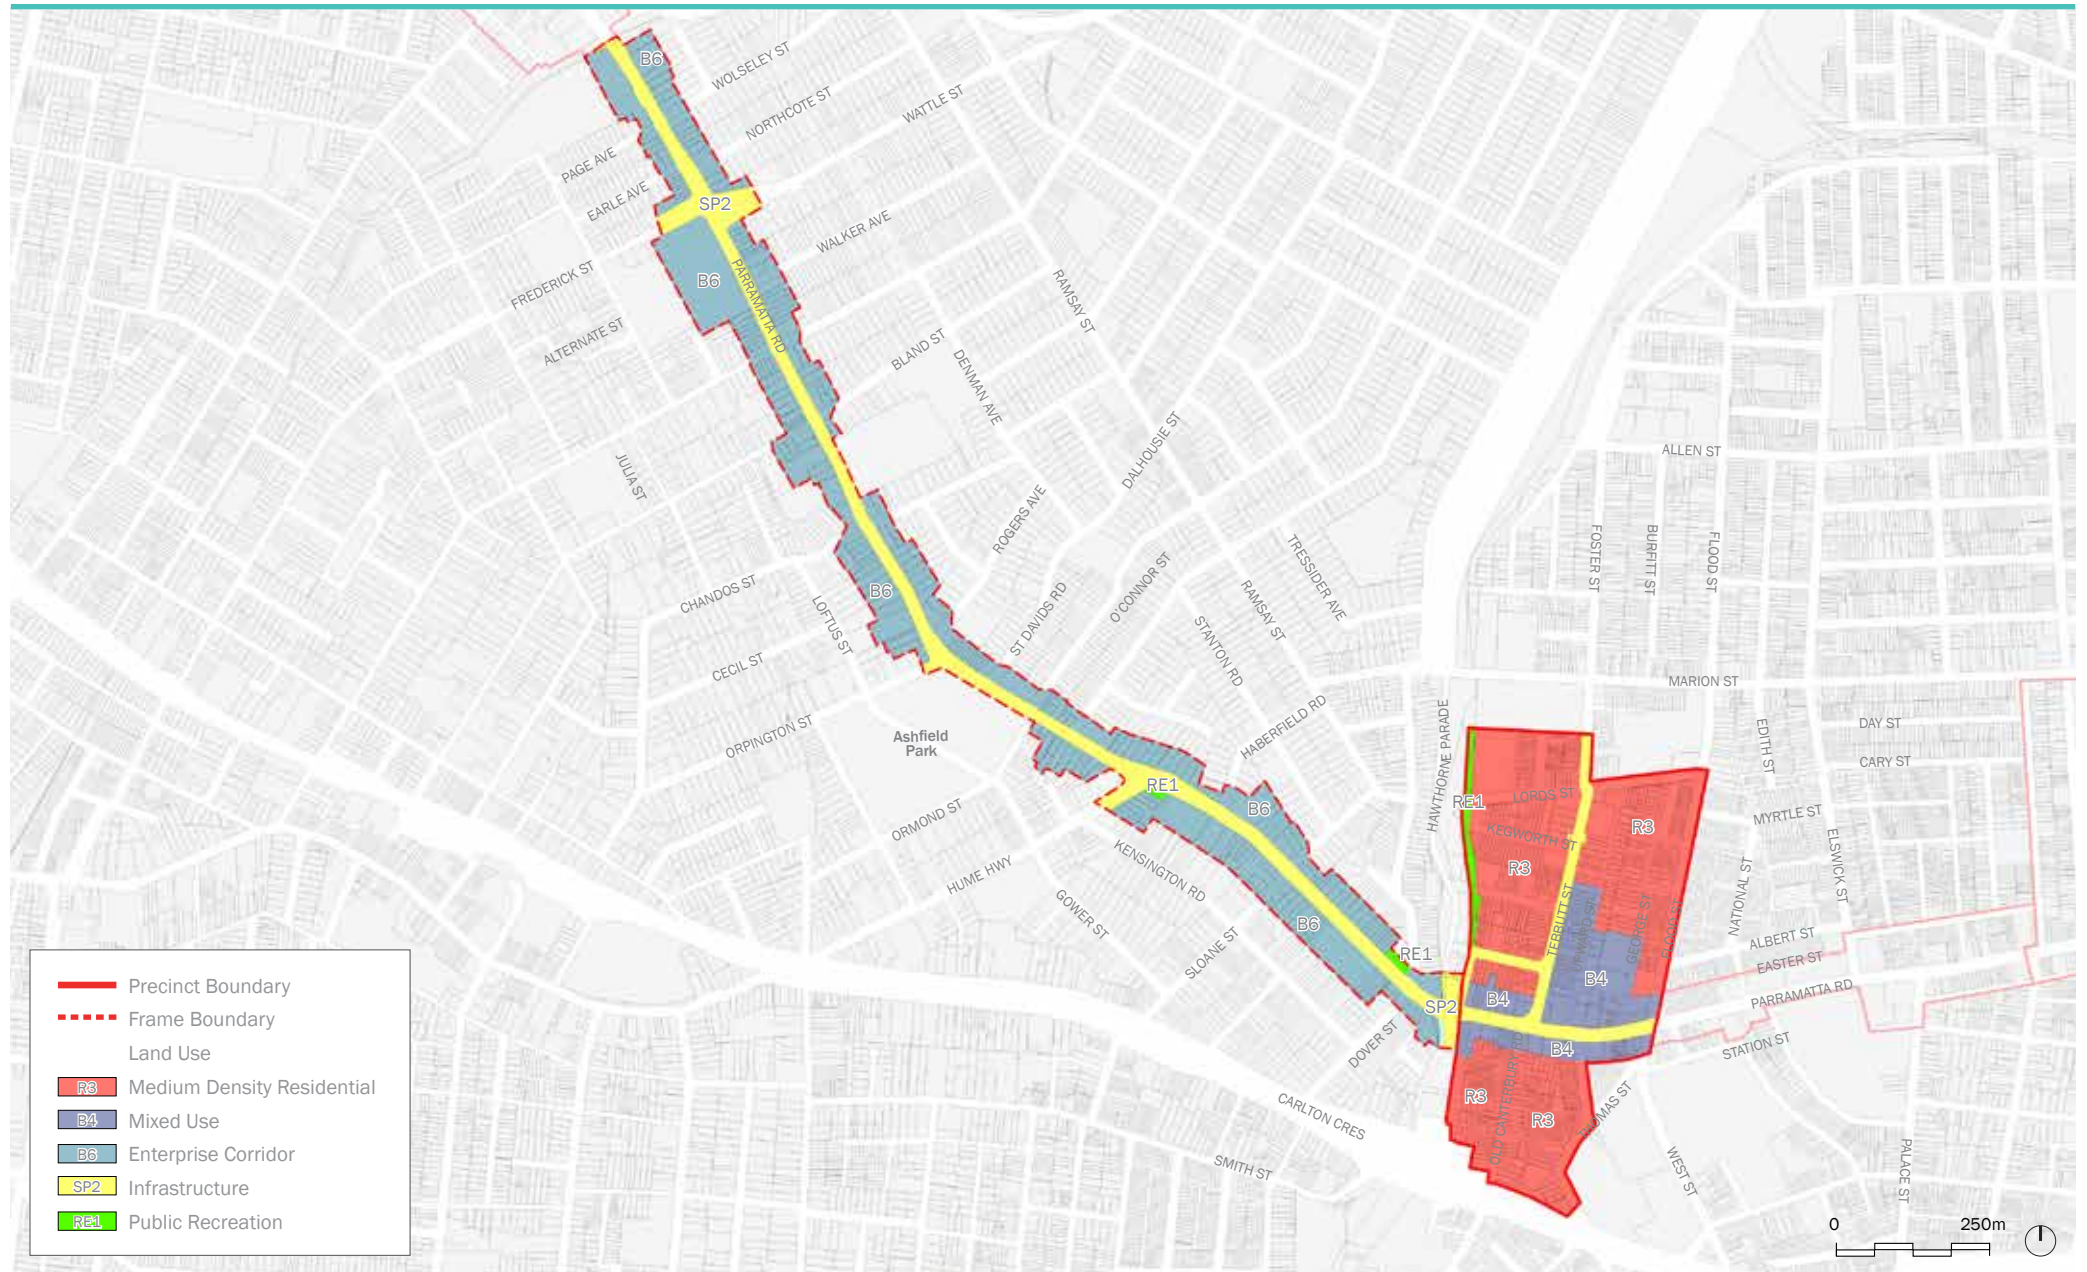 B6
WOLSELEY ST
NORTHCOTE ST
WATTLE ST
PAGE AVE
EARLE AVE
SP2
WALKER AVE
FREDERICK ST
B6
PARRAMATTA RD
RAMSAY ST
ALTERNATE ST
BLAND ST
DENMAN AVE
JULIA ST
DALHOUSIE ST
ALLEN ST
ROGERS AVE
FOSTER ST
BURFITT ST
FLOOD ST
TRESSIDER AVE
CHANDOS ST
B6
LOFTUS ST
ST DAVIDS RD
O'CONNOR ST
RAMSAY ST
STANTON RD
CECIL ST
MARION ST
HABERFIELD RD
HAWTHORNE PARADE
ORPINGTON ST
Ashfield
Park
EDITH ST
DAY ST
CARY ST
RE1
B6
RE1
LORDS ST
KEGWORTH ST
R3
R3
MYRTLE ST
ORMOND ST
HUME HWY
KENSINGTON RD
GOWER ST
ELSWICK ST
NATIONAL ST
B6
TEBBUTT ST
UPWARD ST
GEORGE ST
FLOOD ST
SLOANE ST
RE1
ALBERT ST
EASTER ST
PARRAMATTA RD
SP2
B4
B4
B4
DOVER ST
STATION ST
R3
R3
OLD CANTERBURY RD
THOMAS ST
CARLTON CRES
SMITH ST
WEST ST
PALACE ST
Precinct Boundary
Frame Boundary
Land Use
R3 Medium Density Residential
B4 Mixed Use
B6 Enterprise Corridor
SP2 Infrastructure
RE1 Public Recreation
0 250m